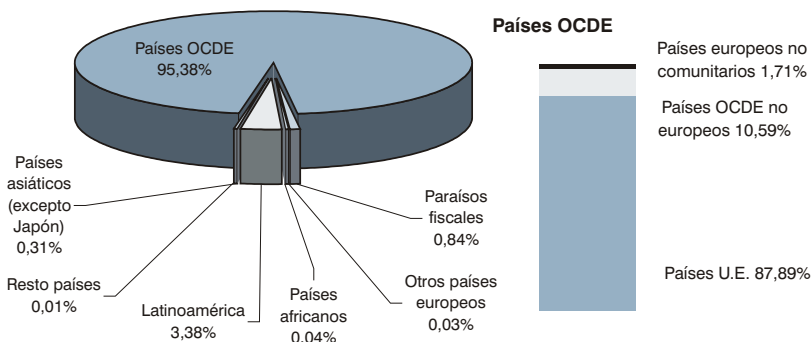 Países OCDE
95,38%
Países
asiáticos
(excepto
Japón)
0,31%
Resto países
0,01%
Latinoamérica
3,38%
Países
africanos
0,04%
Otros países
europeos
0,03%
Paraísos
fiscales
0,84%
Países OCDE
Países europeos no
comunitarios 1,71%
Países OCDE no
europeos 10,59%
Países U.E. 87,89%